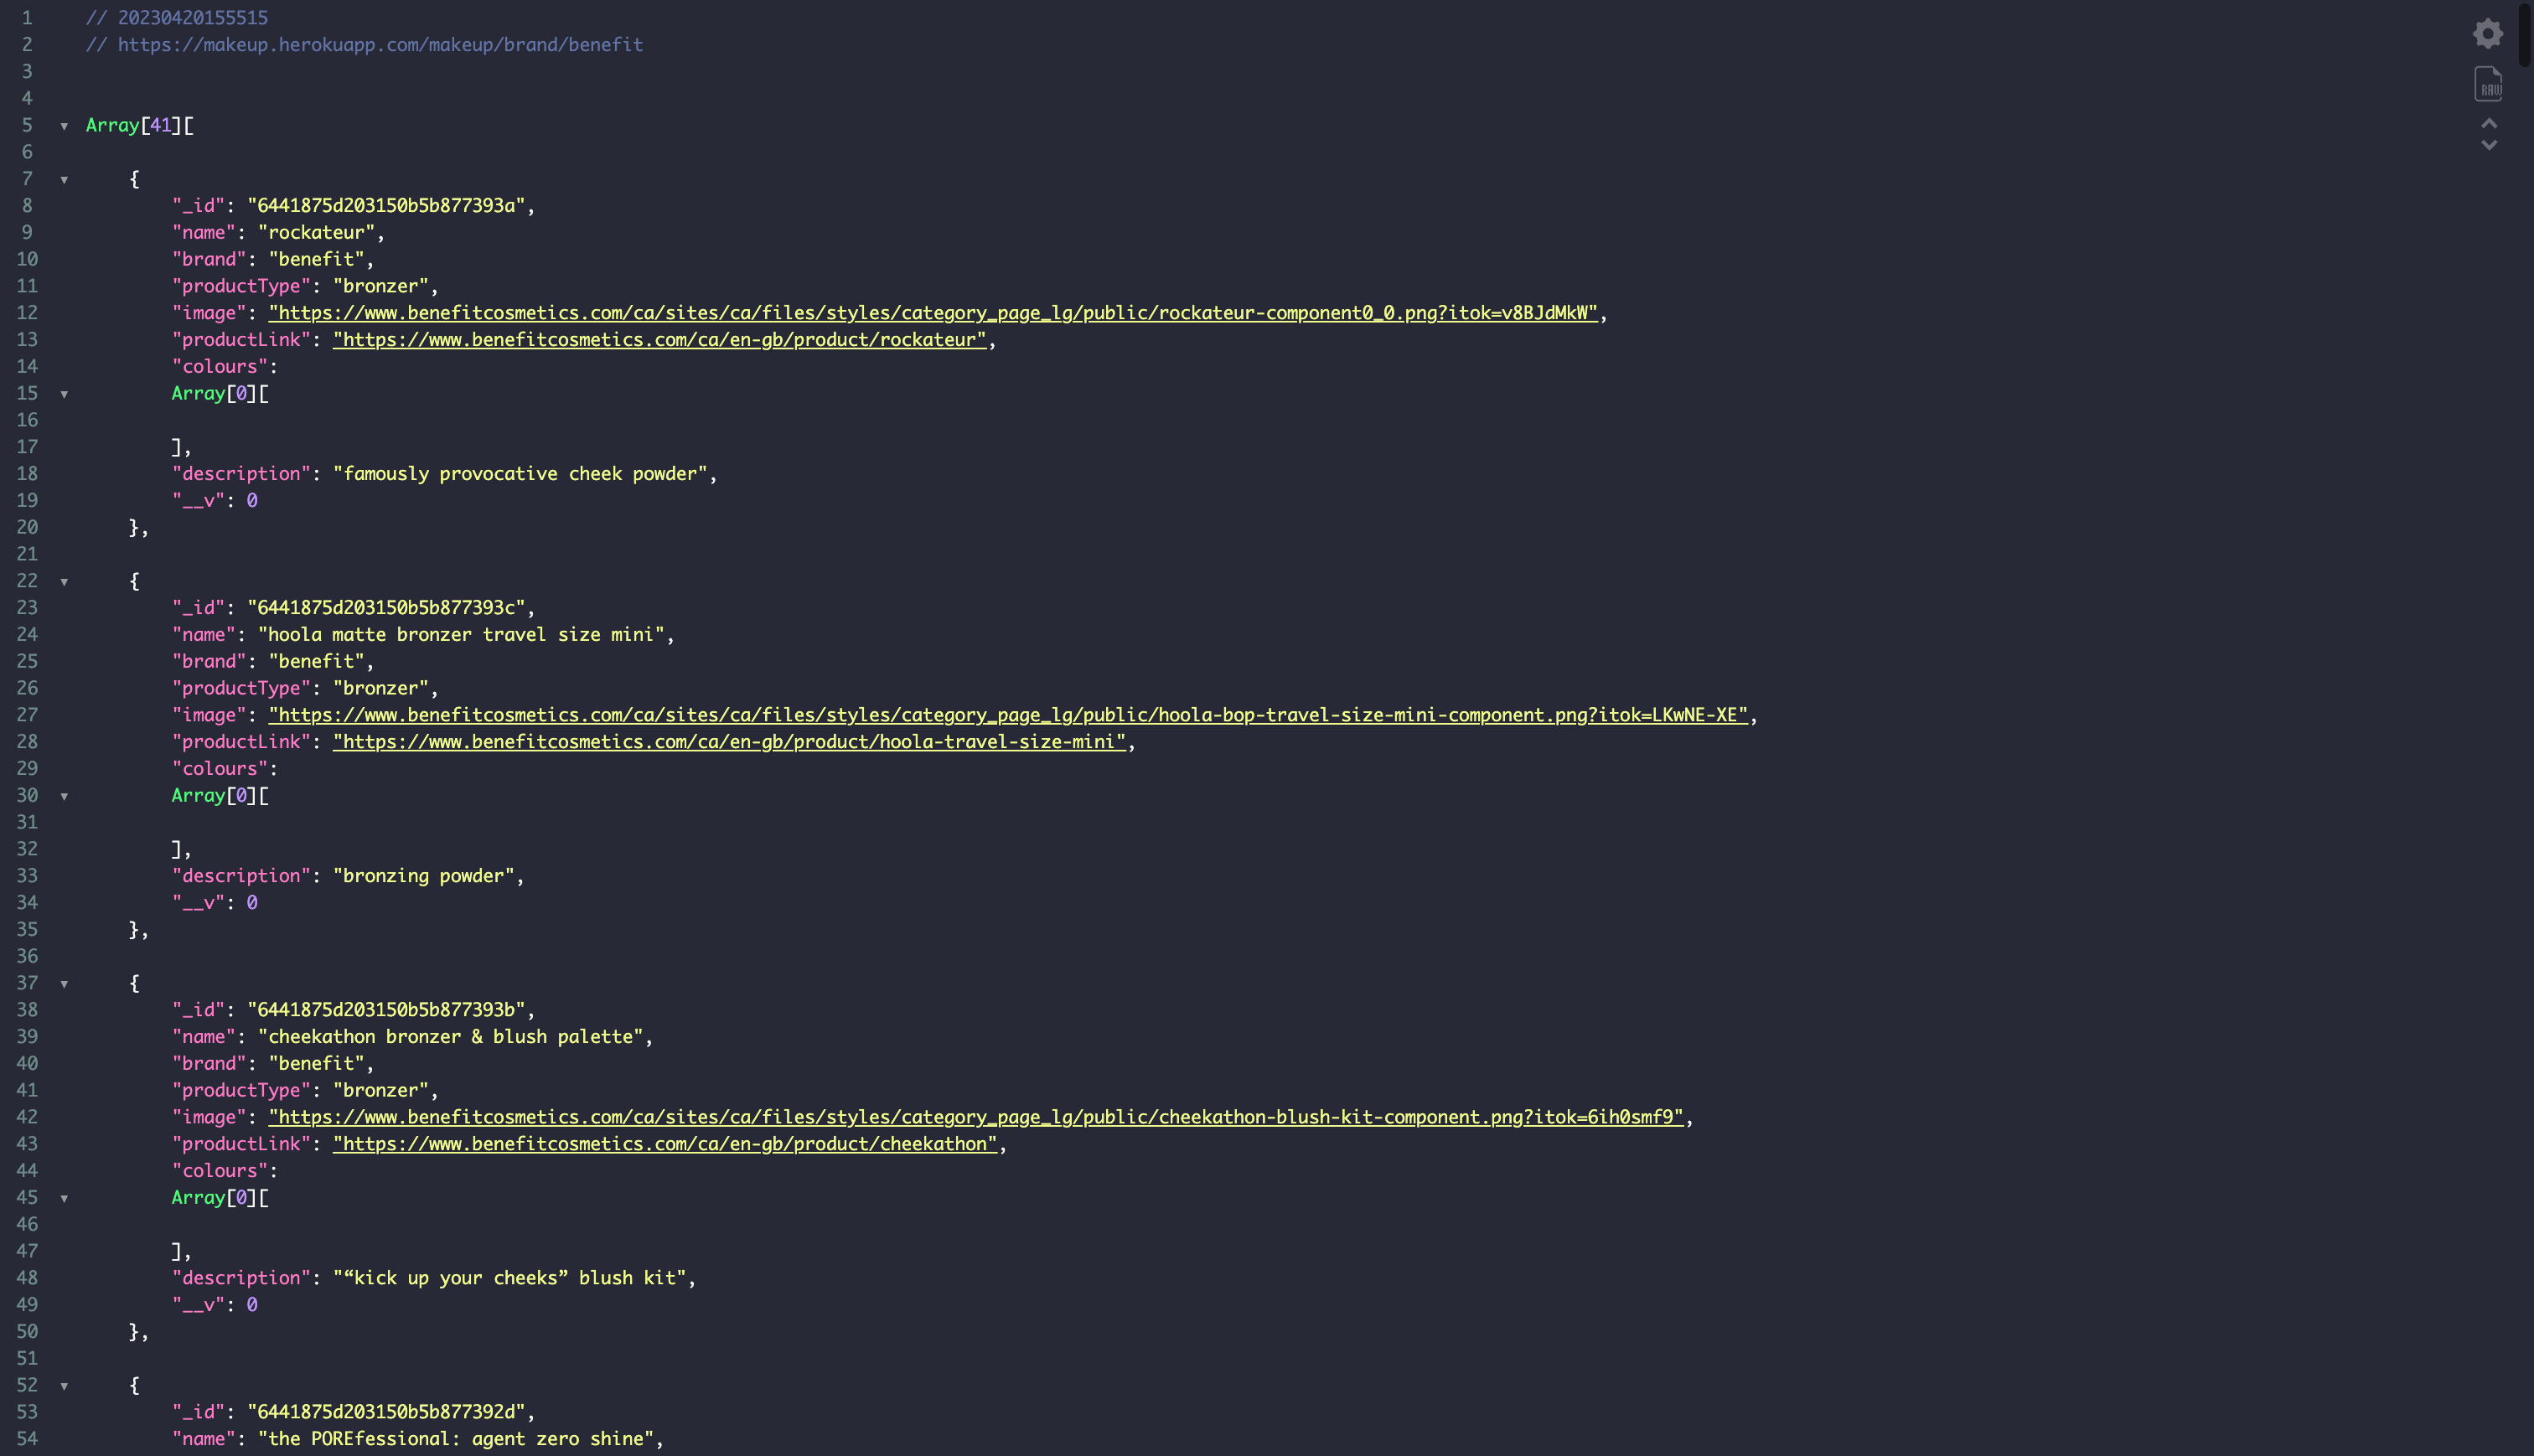 1 // 20230420155515
2 // https://makeup.herokuapp.com/makeup/brand/benefit
3
4
5 ▼ Array[41][
6
7 ▼ {
8 "_id": "6441875d203150b5b877393a",
9 "name": "rockateur",
10 "brand": "benefit",
11 "productType": "bronzer",
12 "image": "https://www.benefitcosmetics.com/ca/sites/ca/files/styles/category_page_lg/public/rockateur-component0_0.png?itok=v8BJdMkW",
13 "productLink": "https://www.benefitcosmetics.com/ca/en-gb/product/rockateur",
14 "colours":
15 ▼ Array[0][
16
17 ],
18 "description": "famously provocative cheek powder",
19 "__v": 0
20 },
21
22 ▼ {
23 "_id": "6441875d203150b5b877393c",
24 "name": "hoola matte bronzer travel size mini",
25 "brand": "benefit",
26 "productType": "bronzer",
27 "image": "https://www.benefitcosmetics.com/ca/sites/ca/files/styles/category_page_lg/public/hoola-bop-travel-size-mini-component.png?itok=LKwNE-XE",
28 "productLink": "https://www.benefitcosmetics.com/ca/en-gb/product/hoola-travel-size-mini",
29 "colours":
30 ▼ Array[0][
31
32 ],
33 "description": "bronzing powder",
34 "__v": 0
35 },
36
37 ▼ {
38 "_id": "6441875d203150b5b877393b",
39 "name": "cheekathon bronzer & blush palette",
40 "brand": "benefit",
41 "productType": "bronzer",
42 "image": "https://www.benefitcosmetics.com/ca/sites/ca/files/styles/category_page_lg/public/cheekathon-blush-kit-component.png?itok=6ih0smf9",
43 "productLink": "https://www.benefitcosmetics.com/ca/en-gb/product/cheekathon",
44 "colours":
45 ▼ Array[0][
46
47 ],
48 "description": "“kick up your cheeks” blush kit",
49 "__v": 0
50 },
51
52 ▼ {
53 "_id": "6441875d203150b5b877392d",
54 "name": "the POREfessional: agent zero shine",
RAW